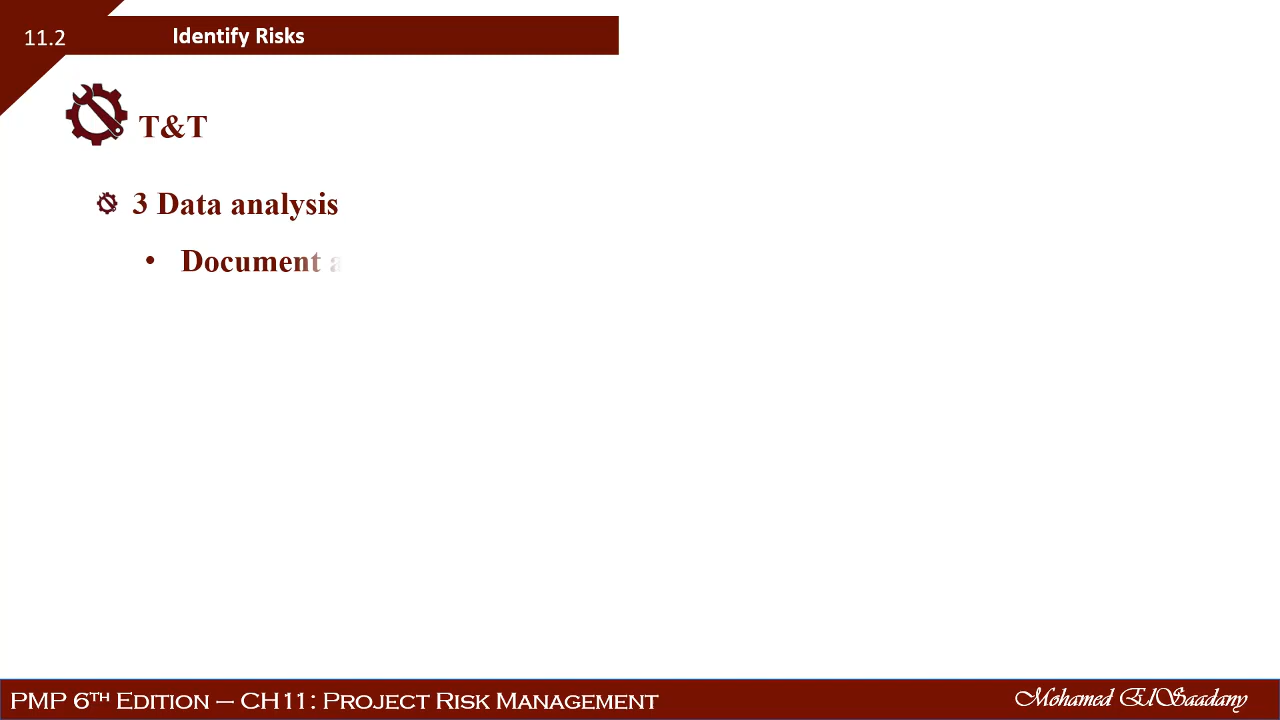 11.2
Identify Risks
T&T
3 Data analysis
• Document a
PMP 6TH Edition – CH11: Project Risk Management
Mohamed ElSaadany